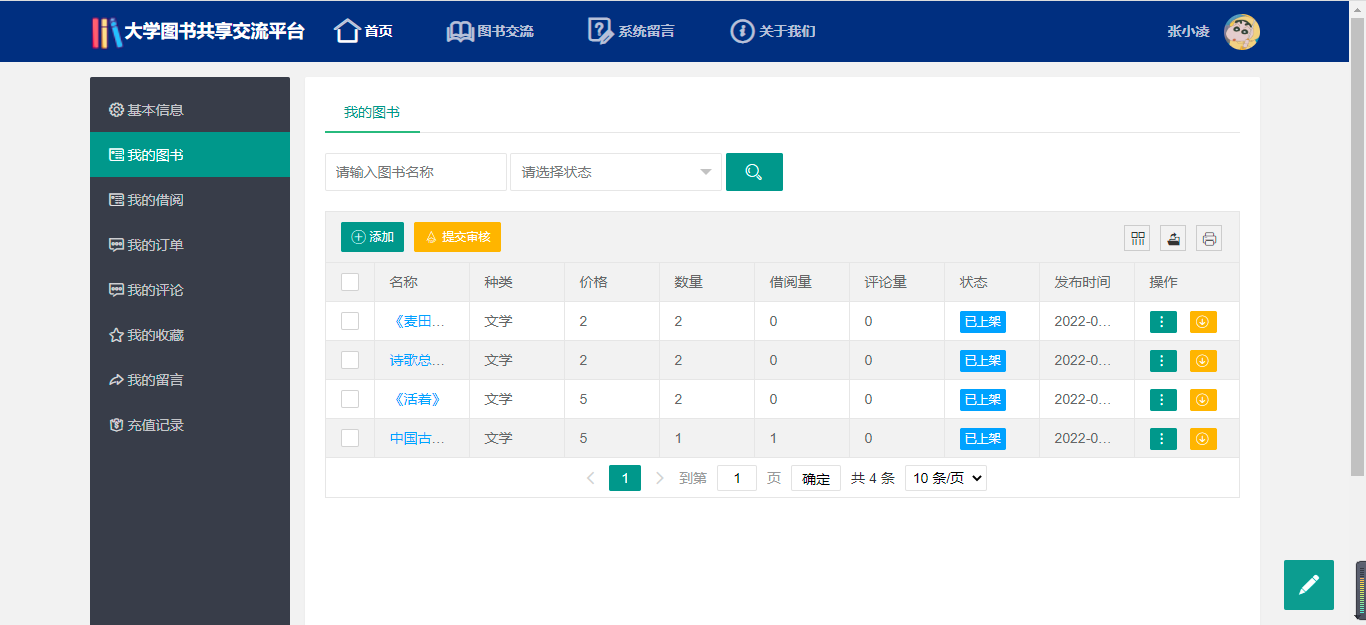 大学图书共享交流平台 首页 图书交流 系统留言 关于我们 张小凌
基本信息
我的图书
我的借阅
我的订单
我的评论
我的收藏
我的留言
充值记录
我的图书
请输入图书名称 请选择状态
添加 提交审核
名称 种类 价格 数量 借阅量 评论量 状态 发布时间 操作
《麦田... 文学 2 2 0 0 已上架 2022-0...
诗歌总... 文学 2 2 0 0 已上架 2022-0...
《活着》 文学 5 2 0 0 已上架 2022-0...
中国古... 文学 5 1 1 0 已上架 2022-0...
1 到第 1 页 确定 共 4 条 10 条/页